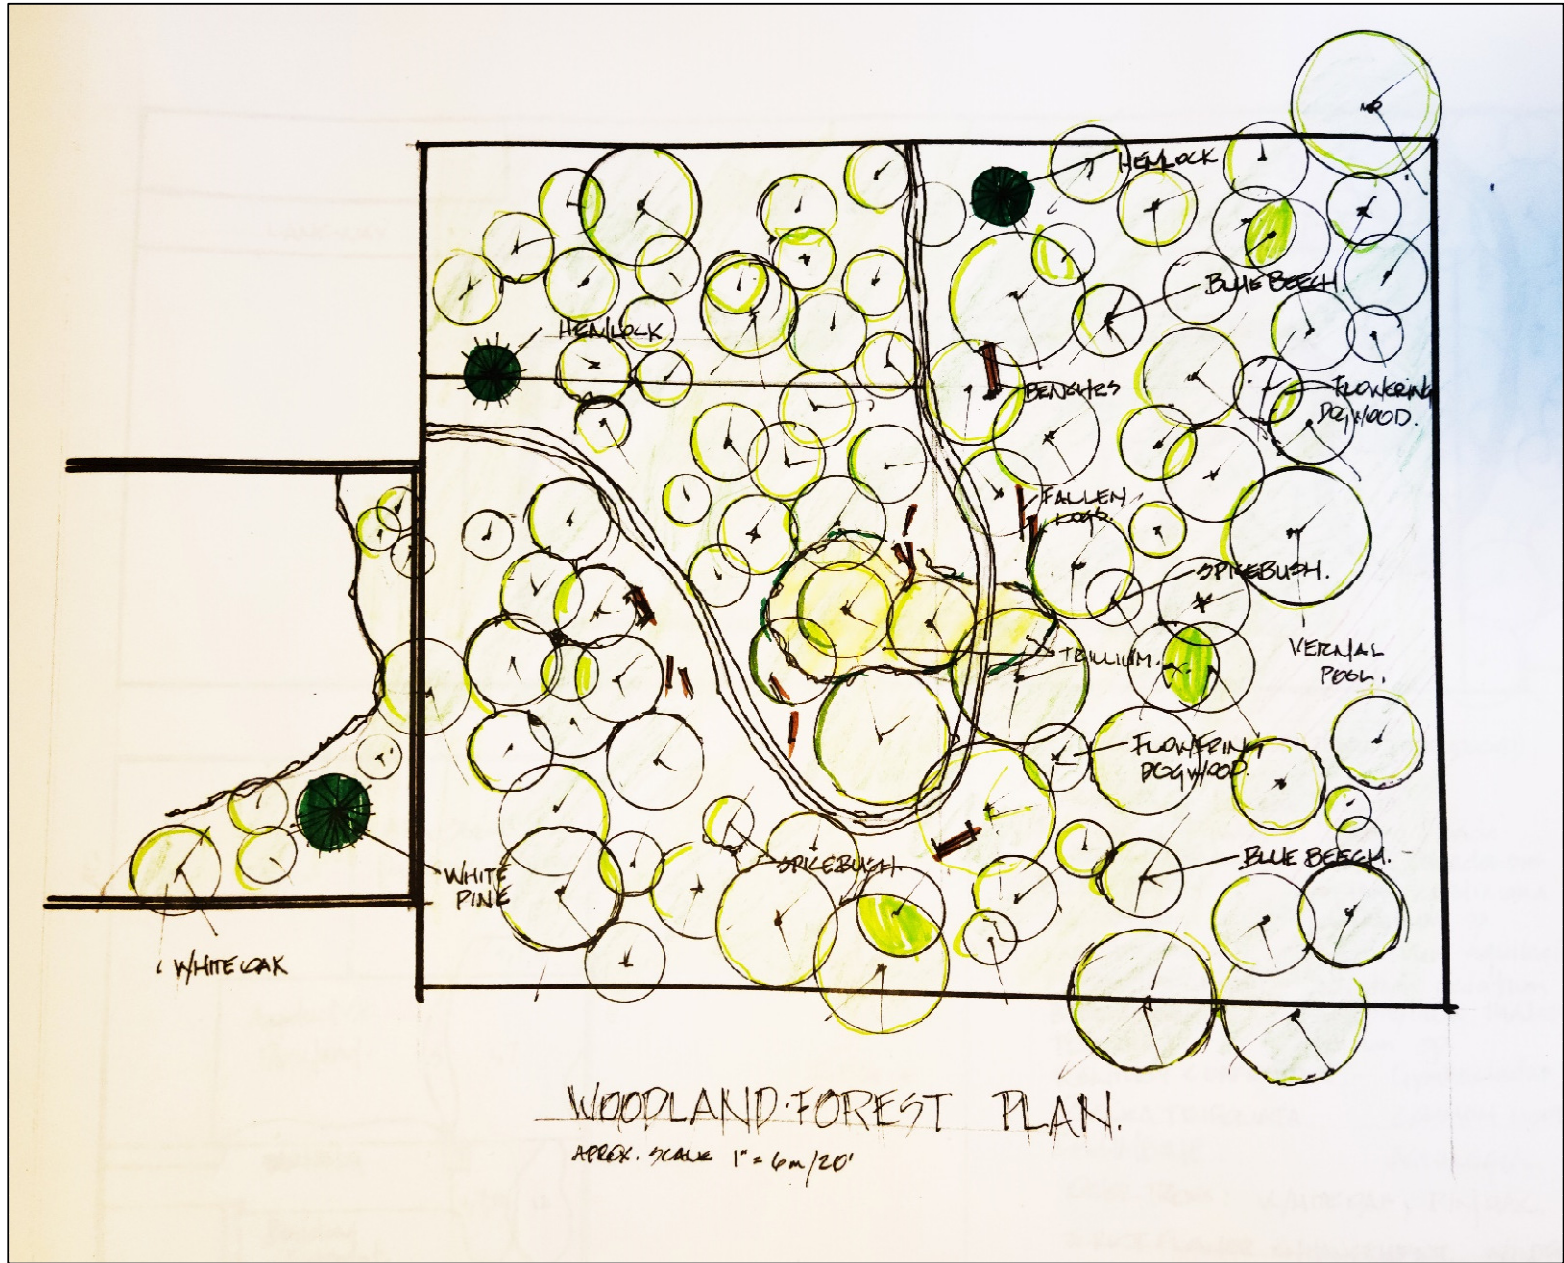 HEMLOCK
BLUE BEECH.
HEMLOCK
BENCHES
FLOWERING
DOGWOOD.
FALLEN
LOGS.
SPICEBUSH.
VERNAL
POOL.
TRILLIUM.
FLOWERING
DOGWOOD.
SPICEBUSH.
BLUE BEECH.
WHITE
PINE
WHITE OAK
WOODLAND·FOREST PLAN.
APROX. SCALE 1" = 6m/20'